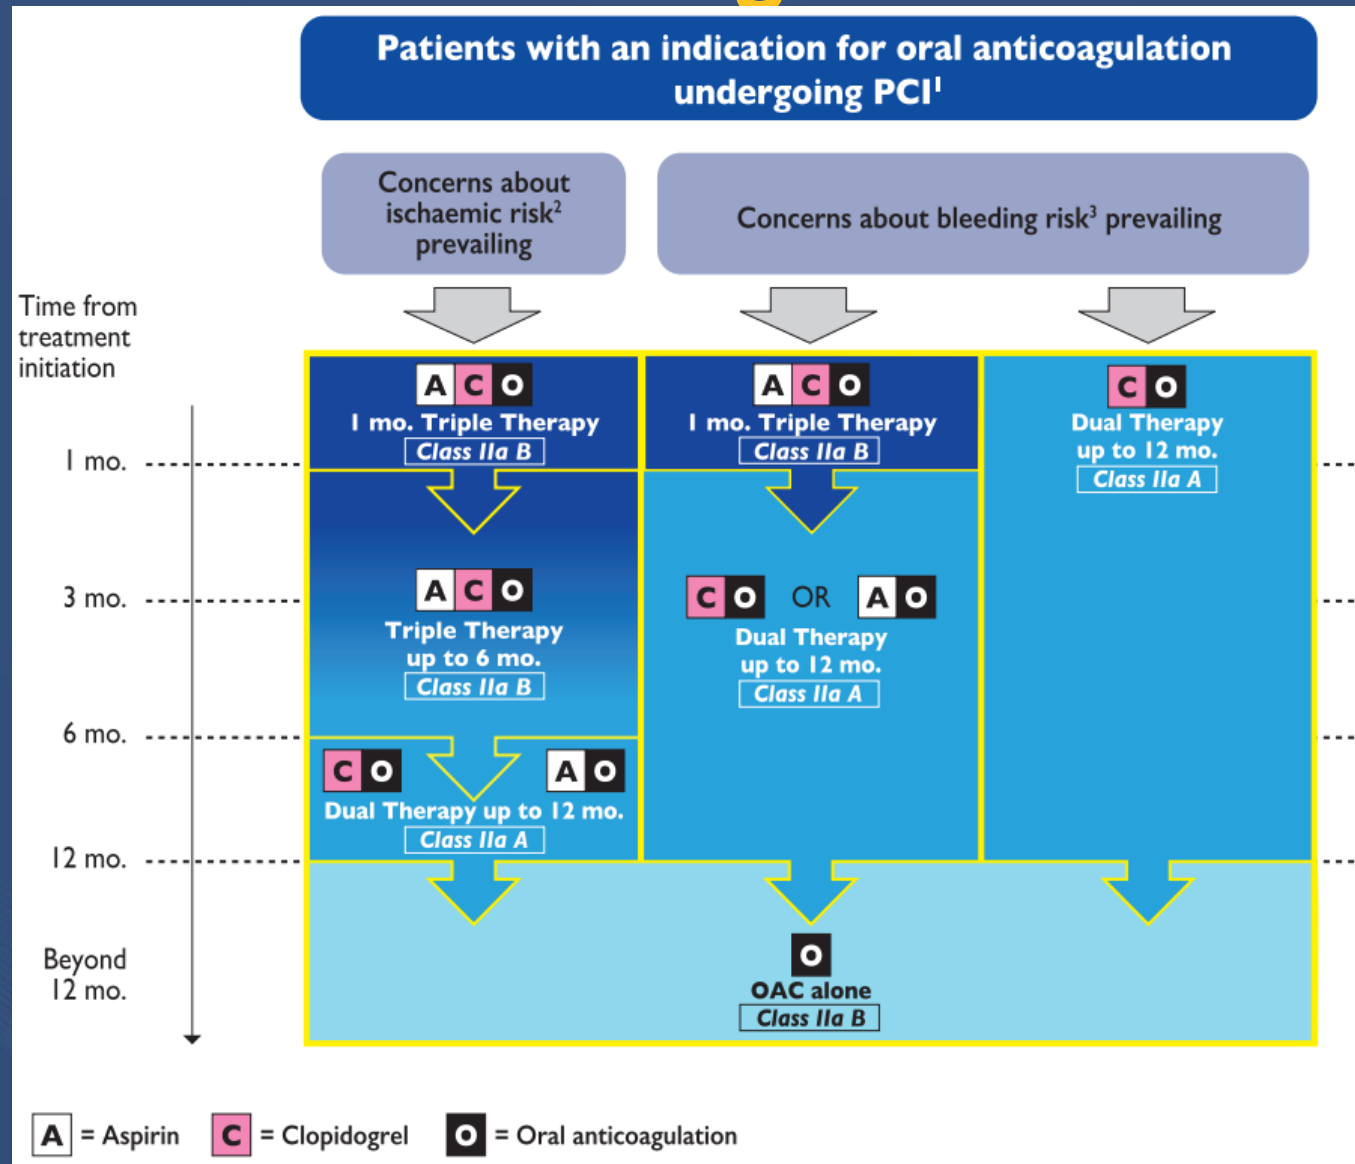 Patients with an indication for oral anticoagulation
undergoing PCI¹
Concerns about
ischaemic risk²
prevailing
Concerns about bleeding risk³ prevailing
Time from
treatment
initiation
A C O
1 mo. Triple Therapy
Class IIa B
A C O
1 mo. Triple Therapy
Class IIa B
C O
Dual Therapy
up to 12 mo.
Class IIa A
1 mo.
3 mo.
A C O
Triple Therapy
up to 6 mo.
Class IIa B
C O OR A O
Dual Therapy
up to 12 mo.
Class IIa A
6 mo.
C O A O
Dual Therapy up to 12 mo.
Class IIa A
12 mo.
Beyond
12 mo.
O
OAC alone
Class IIa B
A = Aspirin C = Clopidogrel O = Oral anticoagulation